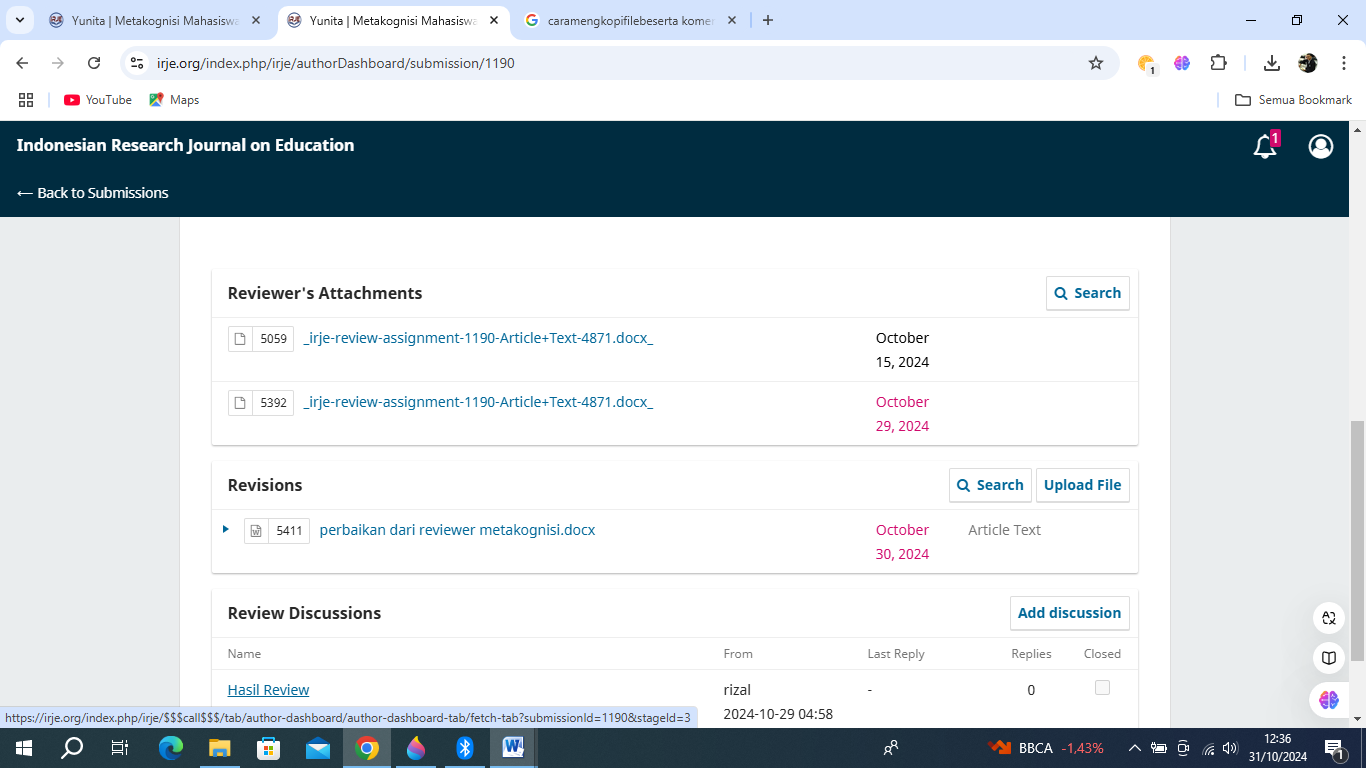 Yunita | Metakognisi Mahasiswa
Yunita | Metakognisi Mahasiswa
caramengkopifilebeserta komen
irje.org/index.php/irje/authorDashboard/submission/1190
1
YouTube
Maps
Semua Bookmark
Indonesian Research Journal on Education
1
← Back to Submissions
Reviewer's Attachments
Search
5059 _irje-review-assignment-1190-Article+Text-4871.docx_ October
15, 2024
5392 _irje-review-assignment-1190-Article+Text-4871.docx_ October
29, 2024
Revisions
Search Upload File
5411 perbaikan dari reviewer metakognisi.docx October Article Text
30, 2024
Review Discussions
Add discussion
Name From Last Reply Replies Closed
Hasil Review rizal - 0
2024-10-29 04:58
https://irje.org/index.php/irje/$$$call$$$/tab/author-dashboard/author-dashboard-tab/fetch-tab?submissionId=1190&stageId=3
BBCA -1,43%
12:36
31/10/2024
1